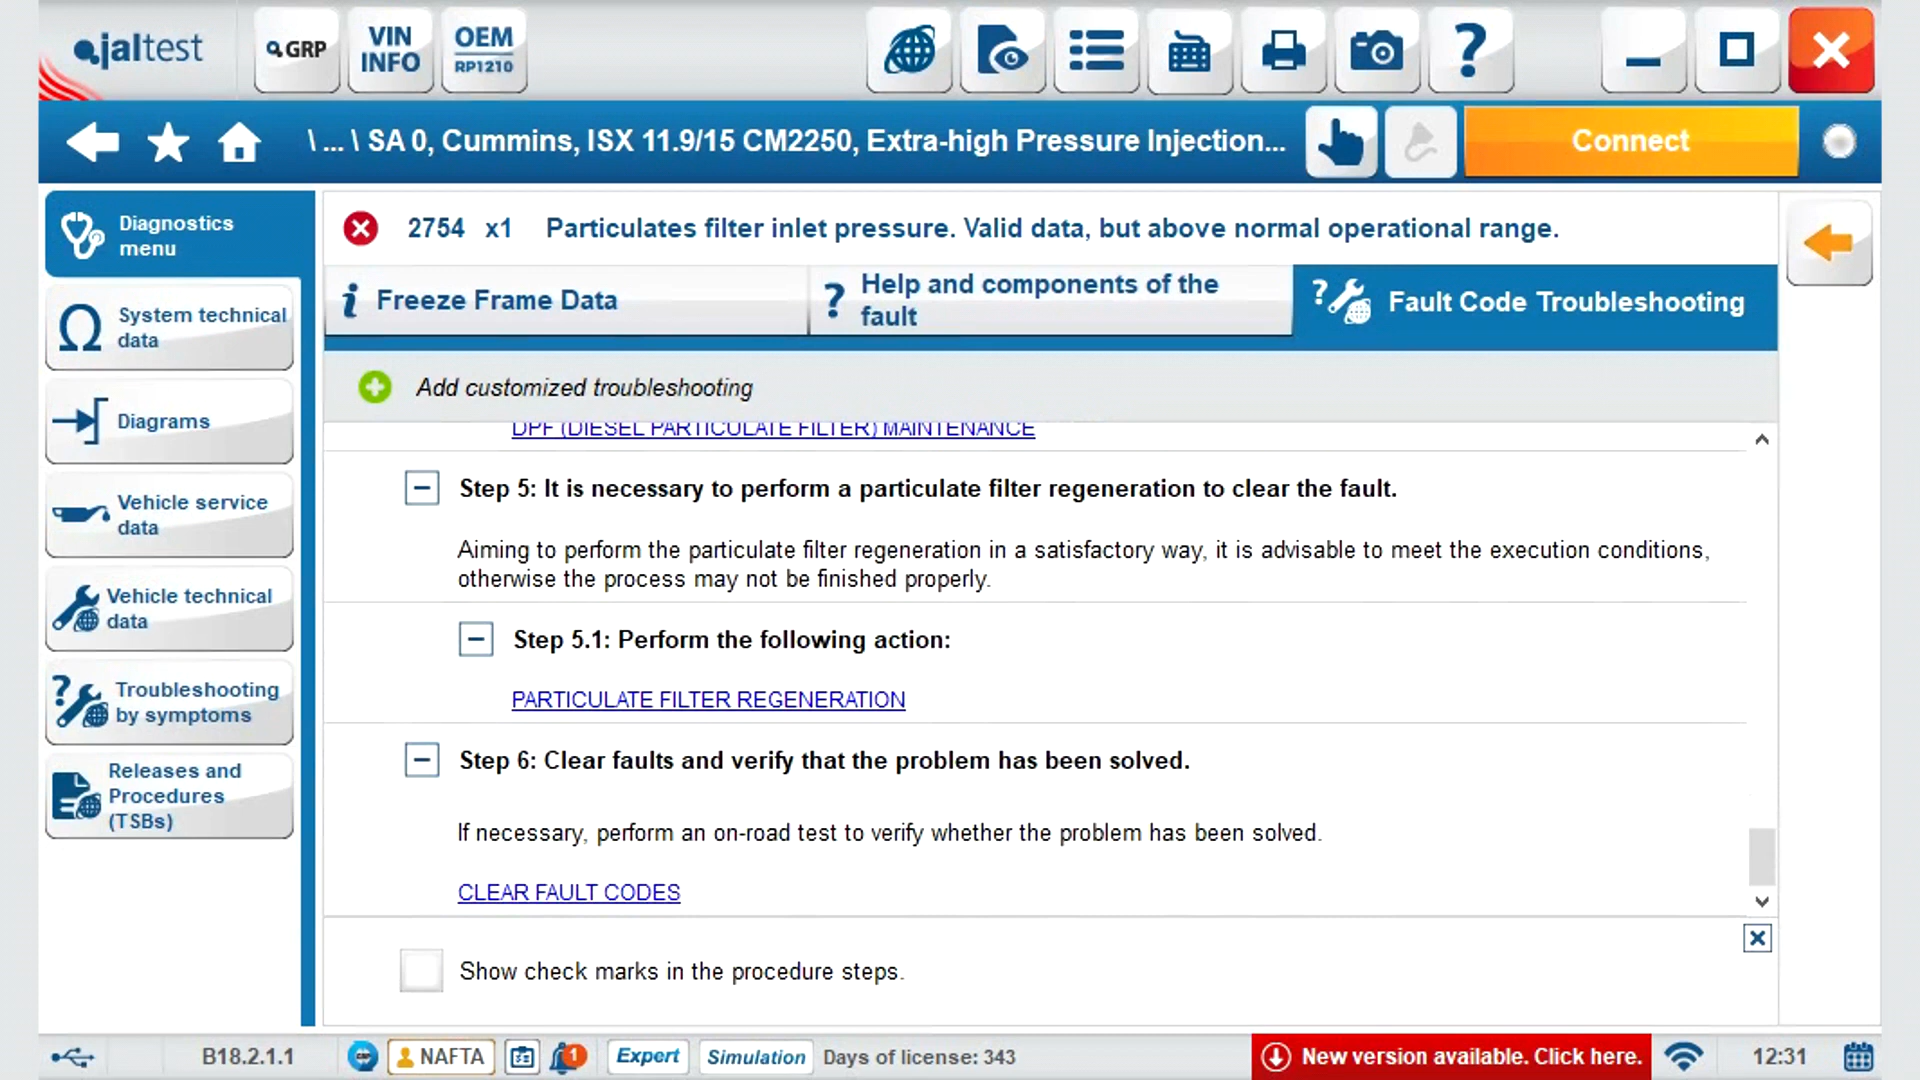 jaltest
GRP
VIN
INFO
OEM
RP1210
?
\ ... \ SA 0, Cummins, ISX 11.9/15 CM2250, Extra-high Pressure Injection...
Connect
Diagnostics
menu
System technical
data
Diagrams
Vehicle service
data
Vehicle technical
data
Troubleshooting
by symptoms
Releases and
Procedures
(TSBs)
2754 x1 Particulates filter inlet pressure. Valid data, but above normal operational range.
Freeze Frame Data
Help and components of the
fault
Fault Code Troubleshooting
Add customized troubleshooting
DPF (DIESEL PARTICULATE FILTER) MAINTENANCE
Step 5: It is necessary to perform a particulate filter regeneration to clear the fault.
Aiming to perform the particulate filter regeneration in a satisfactory way, it is advisable to meet the execution conditions,
otherwise the process may not be finished properly.
Step 5.1: Perform the following action:
PARTICULATE FILTER REGENERATION
Step 6: Clear faults and verify that the problem has been solved.
If necessary, perform an on-road test to verify whether the problem has been solved.
CLEAR FAULT CODES
Show check marks in the procedure steps.
B18.2.1.1
NAFTA
1
Expert
Simulation
Days of license: 343
New version available. Click here.
12:31